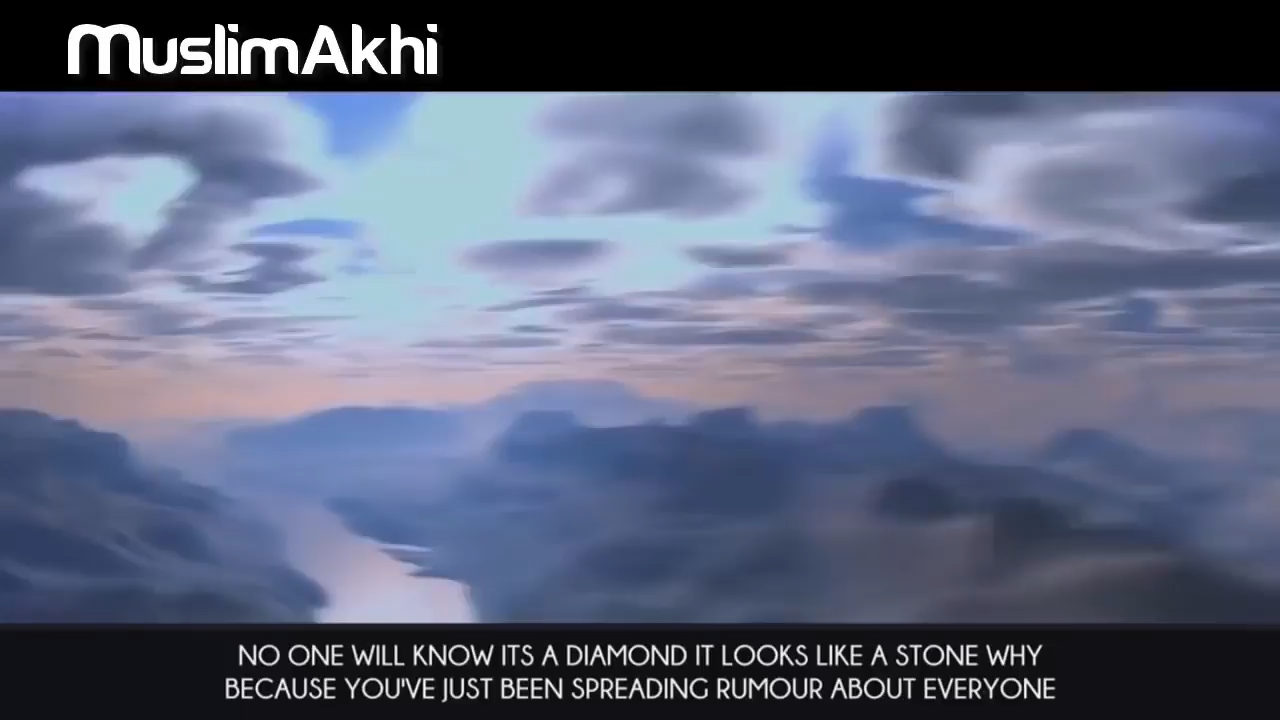 MuslimAkhi
NO ONE WILL KNOW ITS A DIAMOND IT LOOKS LIKE A STONE WHY
BECAUSE YOU'VE JUST BEEN SPREADING RUMOUR ABOUT EVERYONE